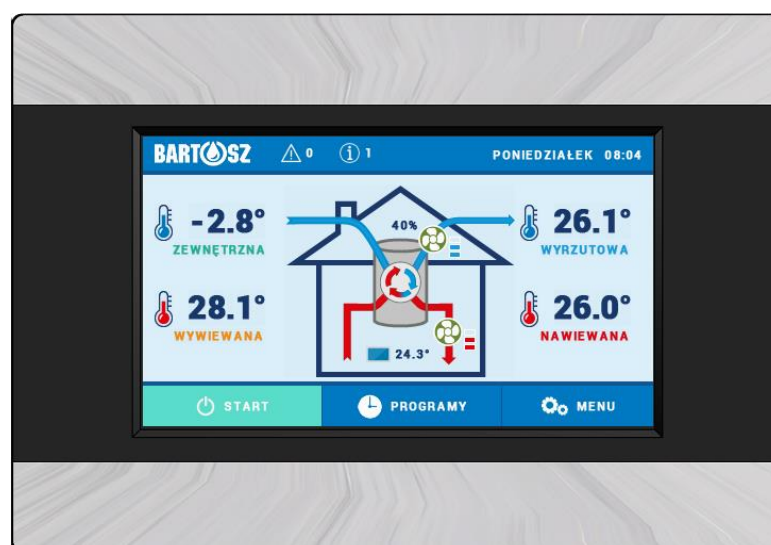 BARTOSZ 0 1 PONIEDZIAŁEK 08:04
-2.8°
ZEWNĘTRZNA
40%
26.1°
WYRZUTOWA
28.1°
WYWIEWANA
24.3°
26.0°
NAWIEWANA
START PROGRAMY MENU